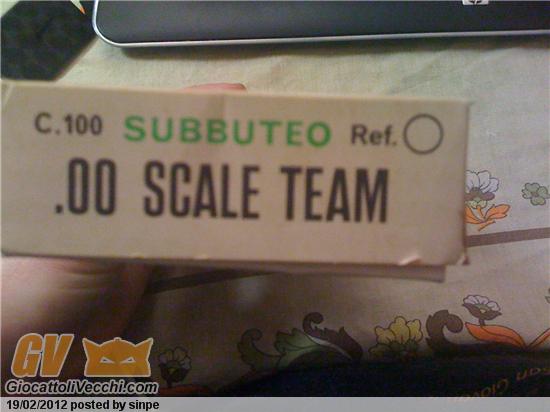 C.100 SUBBUTEO Ref.
.00 SCALE TEAM
GV
GiocattoliVecchi.com
19/02/2012 posted by sinpe